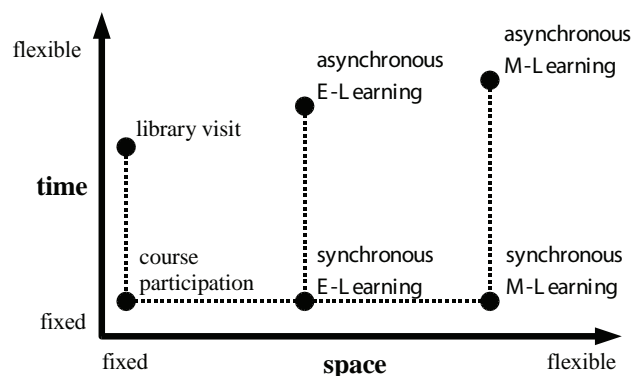 flexible
asynchronous
E-Learning
asynchronous
M-Learning
library visit
time
course
participation
synchronous
E-Learning
synchronous
M-Learning
fixed
fixed
space
flexible